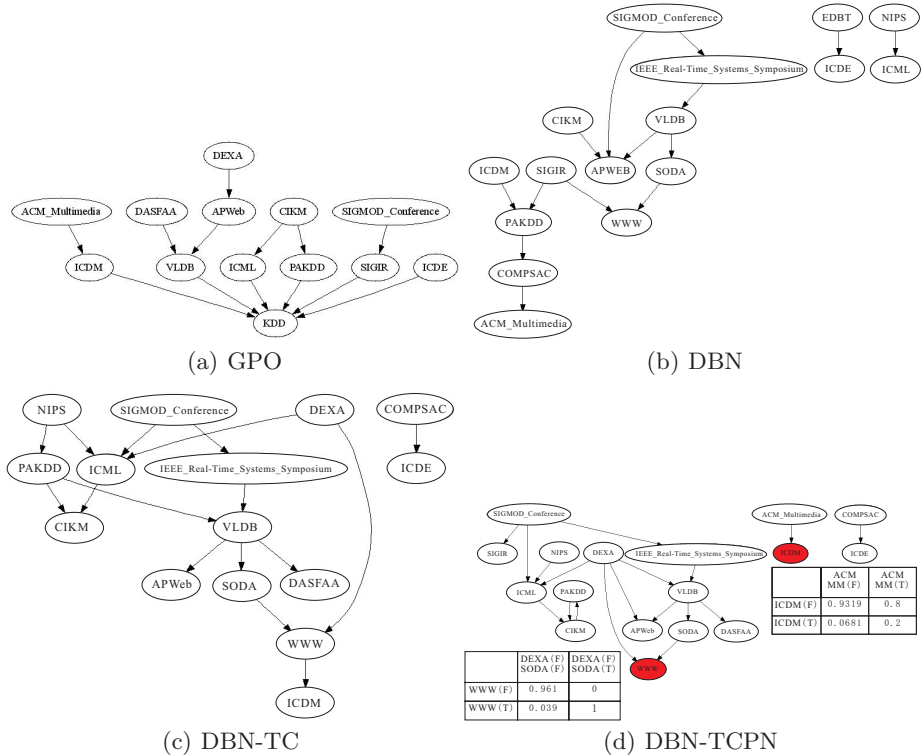 DEXA
ACM_Multimedia
DASFAA
APWeb
CIKM
SIGMOD_Conference
ICDM
VLDB
ICML
PAKDD
SIGIR
ICDE
KDD
(a) GPO
SIGMOD_Conference
EDBT
NIPS
IEEE_Real-Time_Systems_Symposium
ICDE
ICML
CIKM
VLDB
ICDM
SIGIR
APWEB
SODA
PAKDD
WWW
COMPSAC
ACM_Multimedia
(b) DBN
NIPS
SIGMOD_Conference
DEXA
COMPSAC
PAKDD
ICML
IEEE_Real-Time_Systems_Symposium
ICDE
CIKM
VLDB
APWeb
SODA
DASFAA
WWW
ICDM
(c) DBN-TC
SIGMOD_Conference
ACM_Multimedia
COMPSAC
SIGIR
NIPS
DEXA
IEEE_Real-Time_Systems_Symposium
ICDM
ICDE
ICML
PAKDD
VLDB
CIKM
APWeb
SODA
DASFAA
WWW
ACM MM(F) ACM MM(T)
ICDM(F) 0.9319 0.8
ICDM(T) 0.0681 0.2
DEXA(F) DEXA(F)
SODA(F) SODA(T)
WWW(F) 0.961 0
WWW(T) 0.039 1
(d) DBN-TCPN